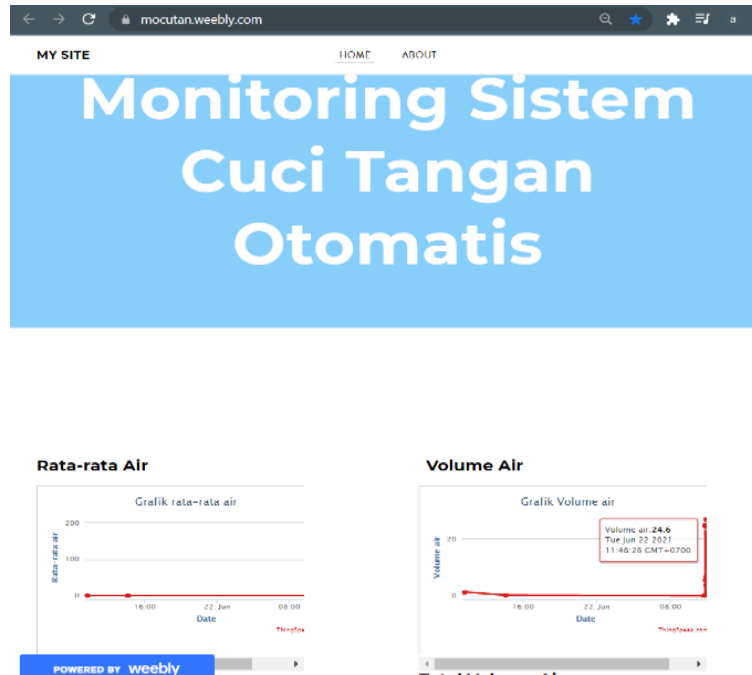 mocutan.weebly.com
a
MY SITE
HOME
ABOUT
Monitoring Sistem
Cuci Tangan
Otomatis
Rata-rata Air
Grafik rata-rata air
Rata-rata air
200
100
0
16:00
22. Jun
08:00
Date
POWERED BY weebly
Volume Air
Grafik Volume air
Volume air
20
0
Volume air:24.6
Tue Jun 22 2021
11:46:26 GMT+0700
16:00
22. Jun
08:00
Date